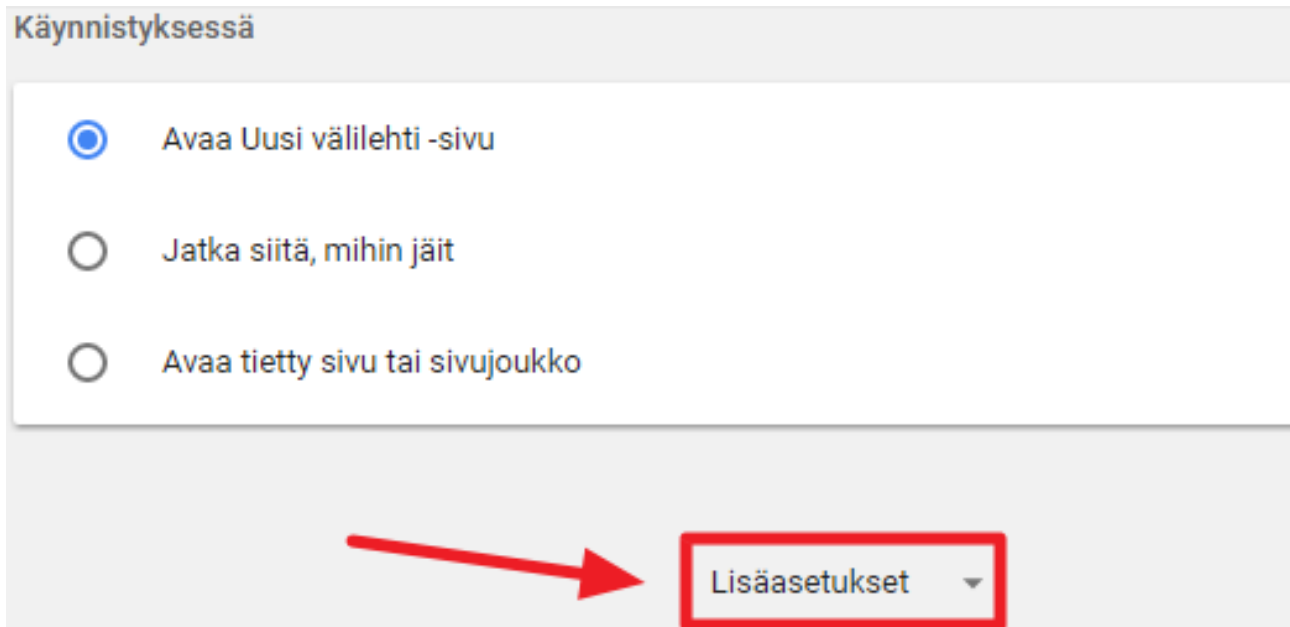 Käynnistyksessä
Avaa Uusi välilehti -sivu
Jatka siitä, mihin jäit
Avaa tietty sivu tai sivujoukko
Lisäasetukset